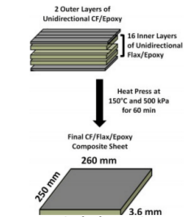 2 Outer Layers of
Unidirectional CF/Epoxy
16 Inner Layers
of Unidirectional
Flax/Epoxy
Heat Press at
150°C and 500 kPa
for 60 min
Final CF/Flax/Epoxy
Composite Sheet
260 mm
250 mm
3.6 mm